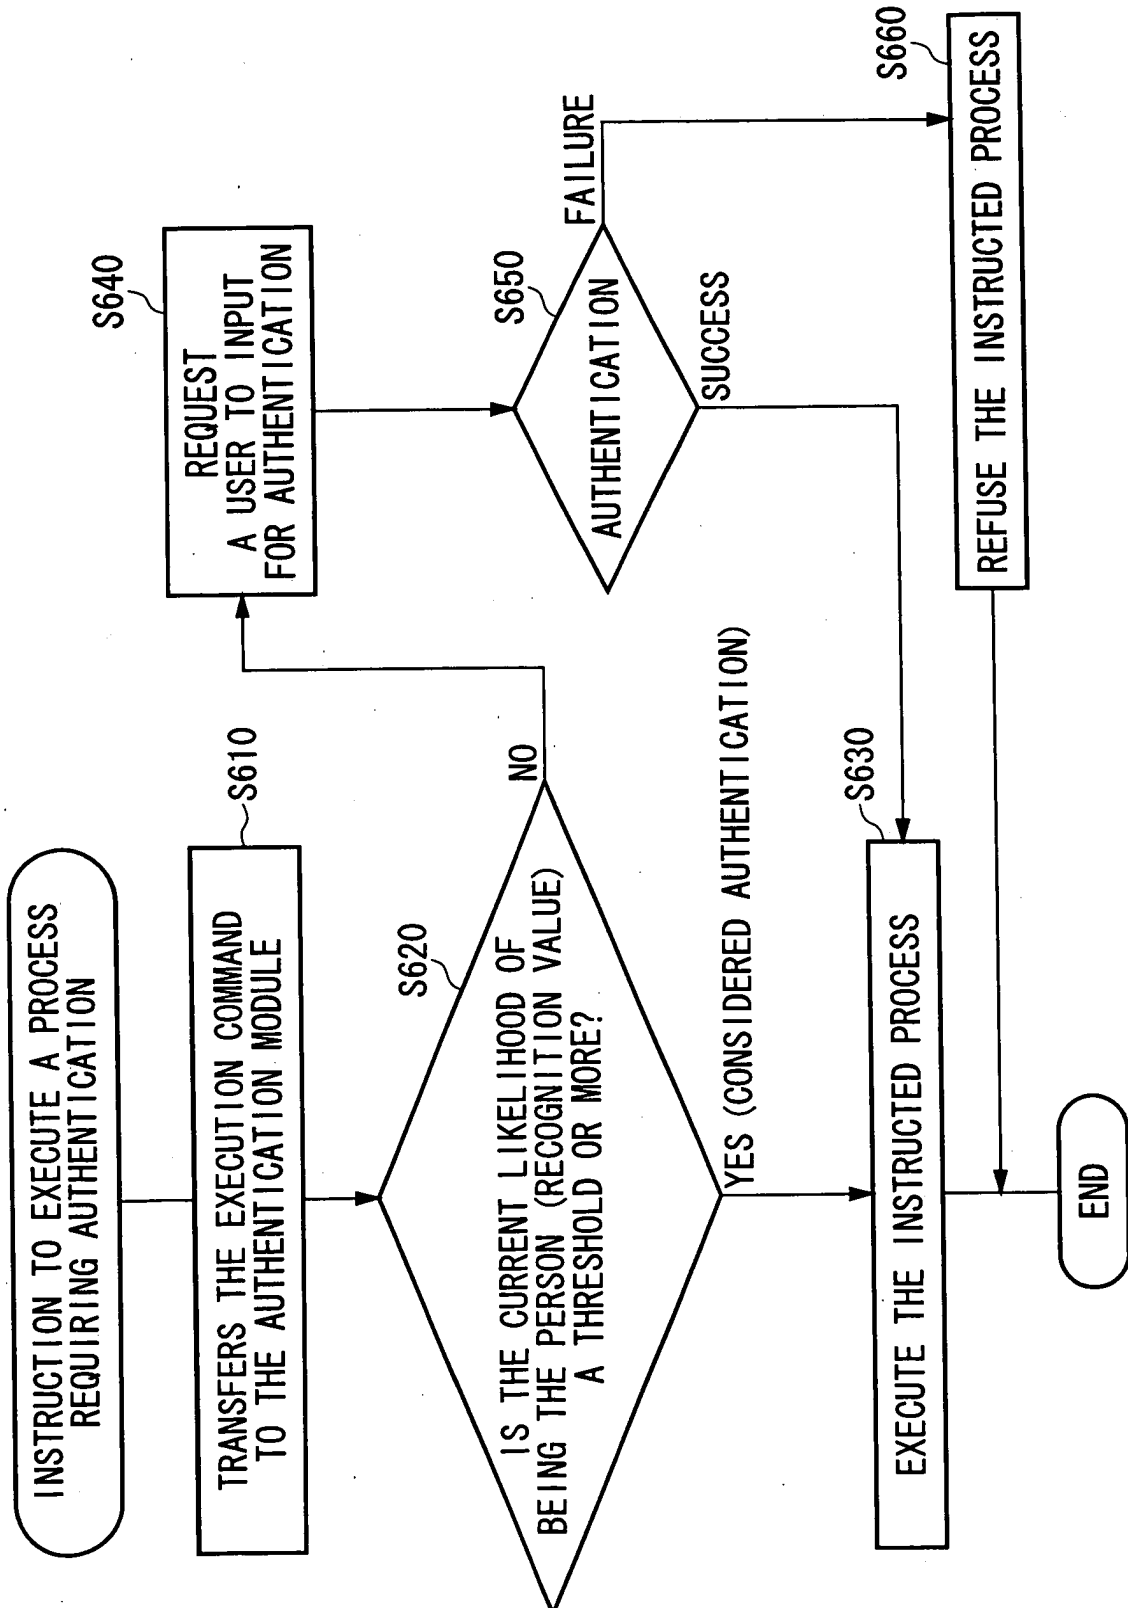 INSTRUCTION TO EXECUTE A PROCESS
REQUIRING AUTHENTICATION
S610
TRANSFERS THE EXECUTION COMMAND
TO THE AUTHENTICATION MODULE
S620
IS THE CURRENT LIKELIHOOD OF
BEING THE PERSON (RECOGNITION VALUE)
A THRESHOLD OR MORE?
NO
YES (CONSIDERED AUTHENTICATION)
S630
EXECUTE THE INSTRUCTED PROCESS
END
S640
REQUEST
A USER TO INPUT
FOR AUTHENTICATION
S650
AUTHENTICATION
FAILURE
SUCCESS
S660
REFUSE THE INSTRUCTED PROCESS